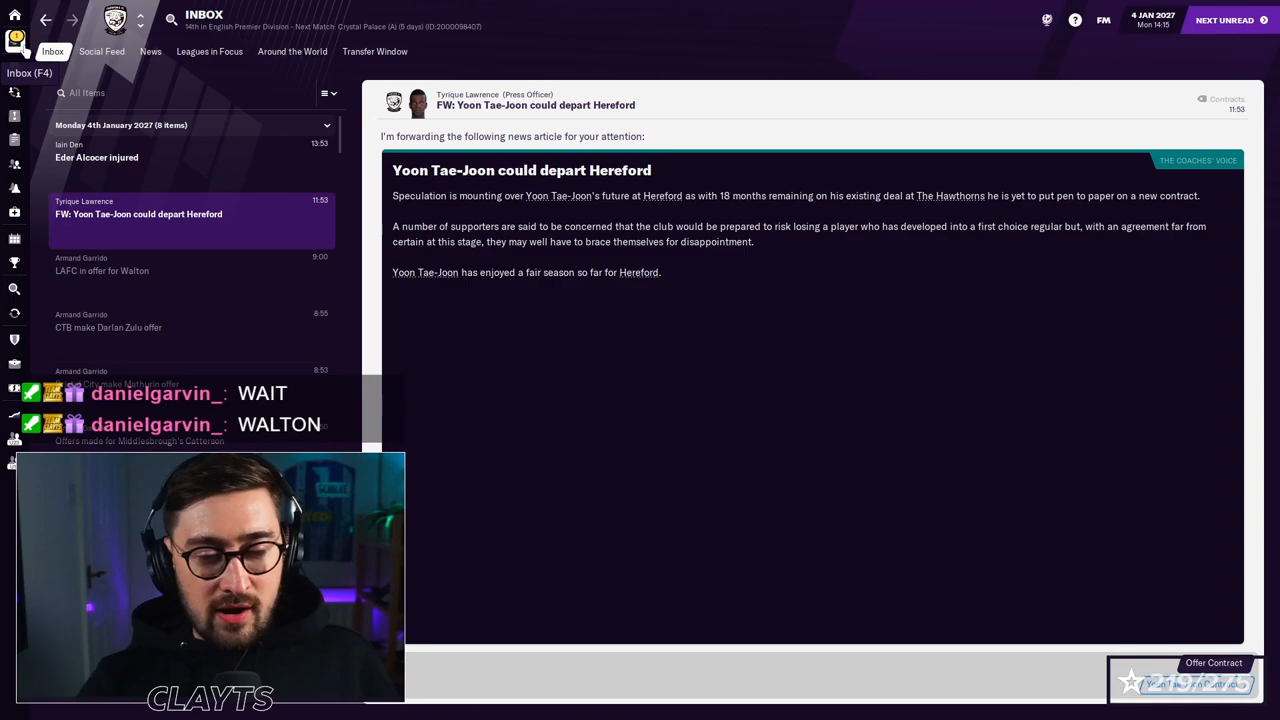 INBOX
14th in English Premier Division - Next Match: Crystal Palace (A) (5 days) (ID:2000098407)
FM
4 JAN 2027
Mon 14:15
NEXT UNREAD
1
Inbox
Social Feed
News
Leagues in Focus
Around the World
Transfer Window
Inbox (F4)
All Items
Monday 4th January 2027 (8 items)
Iain Den
13:53
Eder Alcocer injured
Tyrique Lawrence
11:53
FW: Yoon Tae-Joon could depart Hereford
Armand Garrido
9:00
LAFC in offer for Walton
Armand Garrido
8:55
CTB make Darlan Zulu offer
Armand Garrido
8:53
City make Mathurin offer
danielgarvin_: WAIT
danielgarvin_: WALTON
Offers made for Middlesbrough's Catterson
CLAYTS
Tyrique Lawrence (Press Officer)
FW: Yoon Tae-Joon could depart Hereford
Contracts
11:53
I'm forwarding the following news article for your attention:
THE COACHES' VOICE
Yoon Tae-Joon could depart Hereford
Speculation is mounting over Yoon Tae-Joon's future at Hereford as with 18 months remaining on his existing deal at The Hawthorns he is yet to put pen to paper on a new contract.
A number of supporters are said to be concerned that the club would be prepared to risk losing a player who has developed into a first choice regular but, with an agreement far from
certain at this stage, they may well have to brace themselves for disappointment.
Yoon Tae-Joon has enjoyed a fair season so far for Hereford.
Offer Contract
Yoon Tae-Joon Contract
219/275